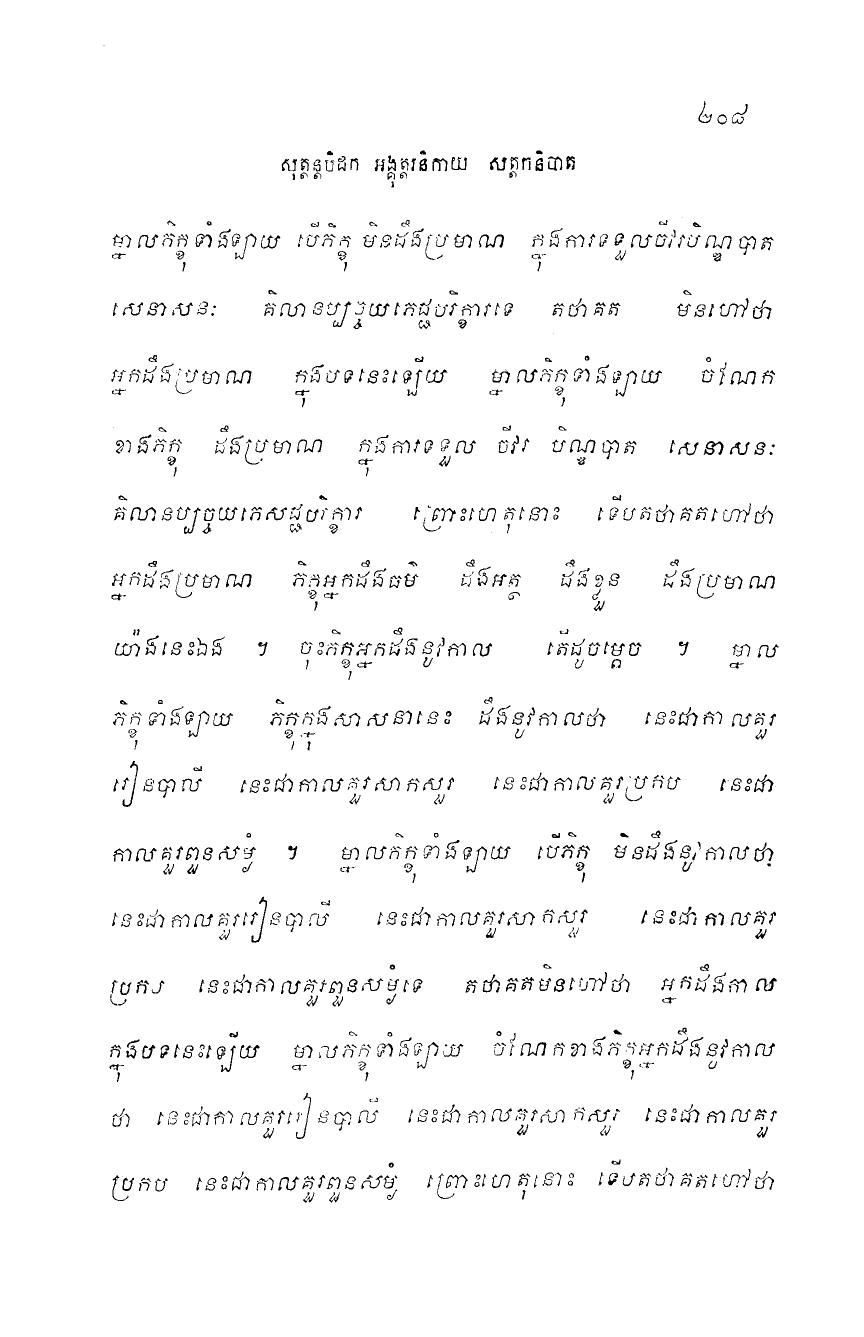 ២០៨
សុត្តន្តបិដក អង្គុត្តរនិកាយ សត្តកនិបាត
ម្នាលភិក្ខុទាំងឡាយ បើភិក្ខុ មិនដឹងប្រមាណ ក្នុងការទទួលចីវរបិណ្ឌបាត
សេនាសនៈ គិលានប្បច្ចយភេជ្ជបរិក្ខារទេ តថាគត មិនហៅថា
អ្នកដឹងប្រមាណ ក្នុងបទនេះឡើយ ម្នាលភិក្ខុទាំងឡាយ ចំណែក
ខាងភិក្ខុ ដឹងប្រមាណ ក្នុងការទទួល ចីវរ បិណ្ឌបាត សេនាសនៈ
គិលានប្បច្ចយភេសជ្ជបរិក្ខារ ព្រោះហេតុនោះ ទើបតថាគតហៅថា
អ្នកដឹងប្រមាណ ភិក្ខុអ្នកដឹងធម៌ ដឹងអត្ថ ដឹងខ្លួន ដឹងប្រមាណ
យ៉ាងនេះឯង ។ ចុះភិក្ខុអ្នកដឹងនូវកាល តើដូចម្ដេច ។ ម្នាល
ភិក្ខុទាំងឡាយ ភិក្ខុក្នុងសាសនានេះ ដឹងនូវកាលថា នេះជាកាលគួរ
រៀនបាលី នេះជាកាលគួរសាកសួរ នេះជាកាលគួរប្រកប នេះជា
កាលគួរពួនសម្ងំ ។ ម្នាលភិក្ខុទាំងឡាយ បើភិក្ខុ មិនដឹងនូវកាលថា
នេះជាកាលគួររៀនបាលី នេះជាកាលគួរសាកសួរ នេះជាកាលគួរ
ប្រកប នេះជាកាលគួរពួនសម្ងំទេ តថាគតមិនហៅថា អ្នកដឹងកាល
ក្នុងបទនេះឡើយ ម្នាលភិក្ខុទាំងឡាយ ចំណែកខាងភិក្ខុអ្នកដឹងនូវកាល
ថា នេះជាកាលគួររៀនបាលី នេះជាកាលគួរសាកសួរ នេះជាកាលគួរ
ប្រកប នេះជាកាលគួរពួនសម្ងំ ព្រោះហេតុនោះ ទើបតថាគតហៅថា